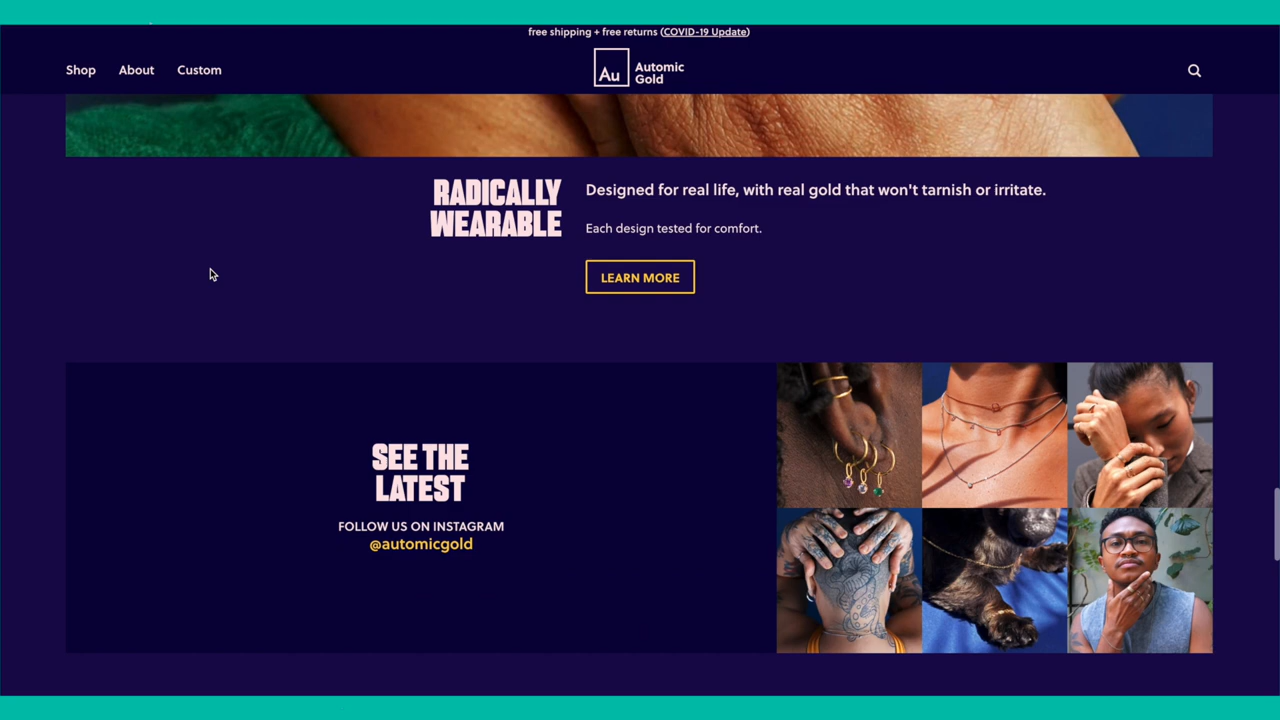 free shipping + free returns (COVID-19 Update)
Shop About Custom
Au Automic
Gold
RADICALLY
WEARABLE
Designed for real life, with real gold that won't tarnish or irritate.
Each design tested for comfort.
LEARN MORE
SEE THE
LATEST
FOLLOW US ON INSTAGRAM
@automicgold